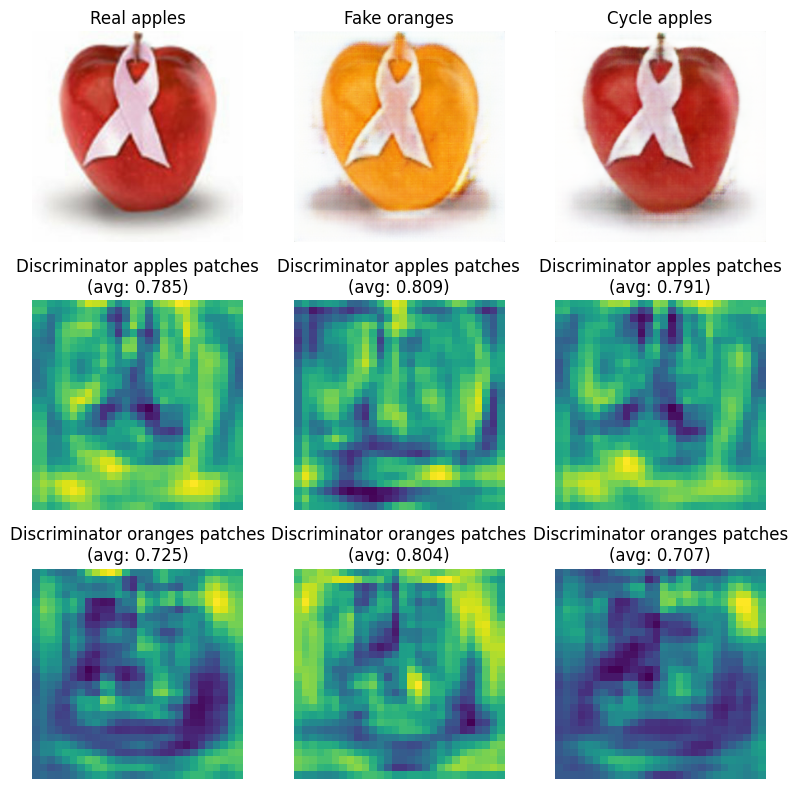 Real apples
Fake oranges
Cycle apples
Discriminator apples patches
(avg: 0.785)
Discriminator apples patches
(avg: 0.809)
Discriminator apples patches
(avg: 0.791)
Discriminator oranges patches
(avg: 0.725)
Discriminator oranges patches
(avg: 0.804)
Discriminator oranges patches
(avg: 0.707)